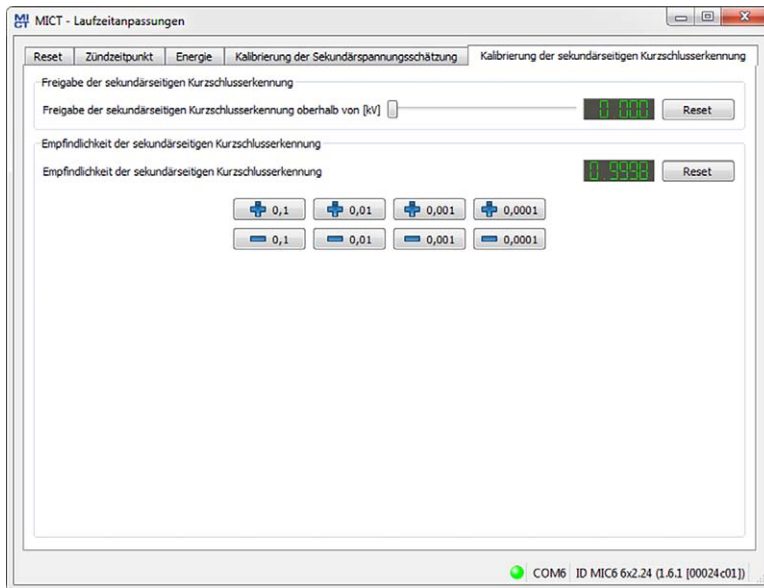 MICT - Laufzeitanpassungen
Reset Zündzeitpunkt Energie Kalibrierung der Sekundärspannungsschätzung Kalibrierung der sekundärseitigen Kurzschlusserkennung
Freigabe der sekundärseitigen Kurzschlusserkennung
Freigabe der sekundärseitigen Kurzschlusserkennung oberhalb von [kV] 0.000 Reset
Empfindlichkeit der sekundärseitigen Kurzschlusserkennung
Empfindlichkeit der sekundärseitigen Kurzschlusserkennung 0.9998 Reset
0,1 0,01 0,001 0,0001
0,1 0,01 0,001 0,0001
COM6 ID MIC6 6x2.24 (1.6.1 [00024c01])